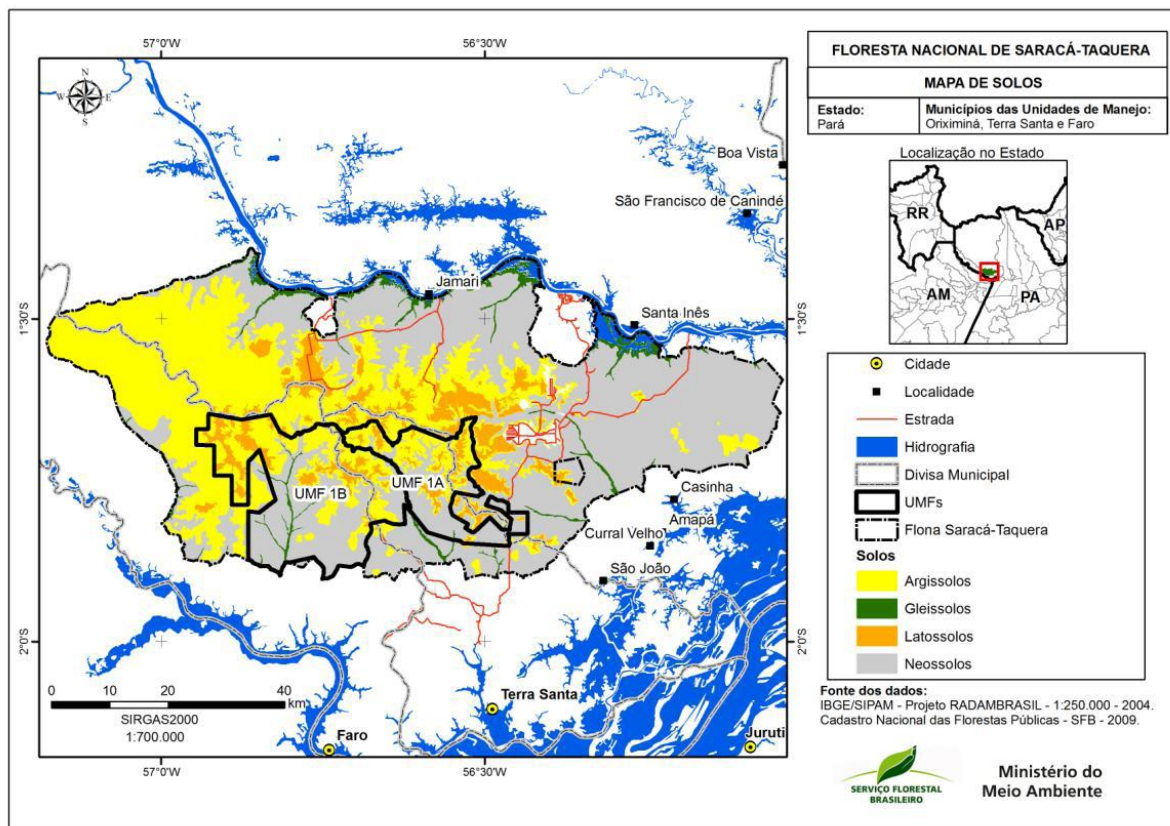 57°0'W
56°30'W
N
W
E
S
Boa Vista
São Francisco de Canindé
Jamari
Santa Inês
1°30'S
1°30'S
UMF 1B
UMF 1A
Casinha
Amapá
Curral Velho
São João
2°0'S
2°0'S
Terra Santa
Faro
Juruti
0 10 20 40
km
SIRGAS2000
1:700.000
57°0'W
56°30'W
FLORESTA NACIONAL DE SARACÁ-TAQUERA
MAPA DE SOLOS
Estado:
Pará
Municípios das Unidades de Manejo:
Oriximiná, Terra Santa e Faro
Localização no Estado
RR
AP
AM
PA
Cidade
Localidade
Estrada
Hidrografia
Divisa Municipal
UMFs
Flona Saracá-Taquera
Solos
Argissolos
Gleissolos
Latossolos
Neossolos
Fonte dos dados:
IBGE/SIPAM - Projeto RADAMBRASIL - 1:250.000 - 2004.
Cadastro Nacional das Florestas Públicas - SFB - 2009.
SERVIÇO FLORESTAL
BRASILEIRO
Ministério do
Meio Ambiente